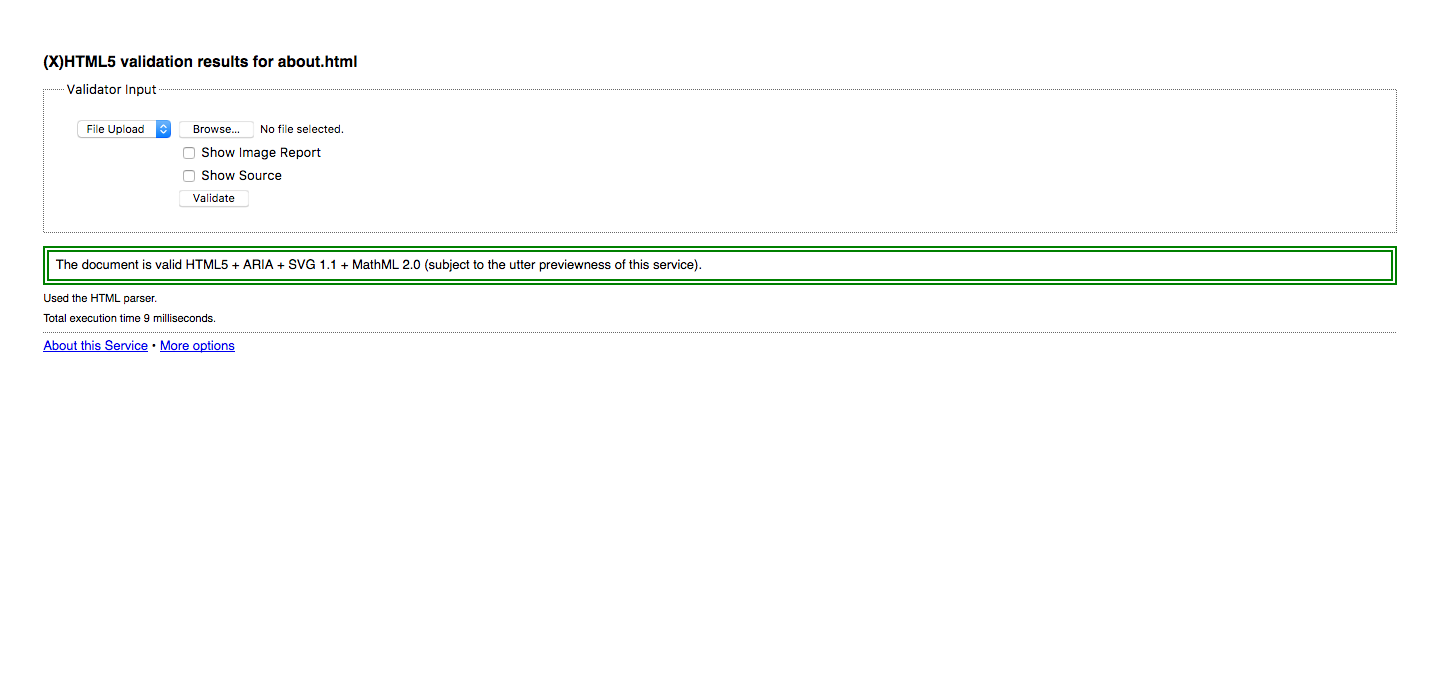 (X)HTML5 validation results for about.html
Validator Input
File Upload Browse... No file selected.
Show Image Report
Show Source
Validate
The document is valid HTML5 + ARIA + SVG 1.1 + MathML 2.0 (subject to the utter previewness of this service).
Used the HTML parser.
Total execution time 9 milliseconds.
About this Service • More options